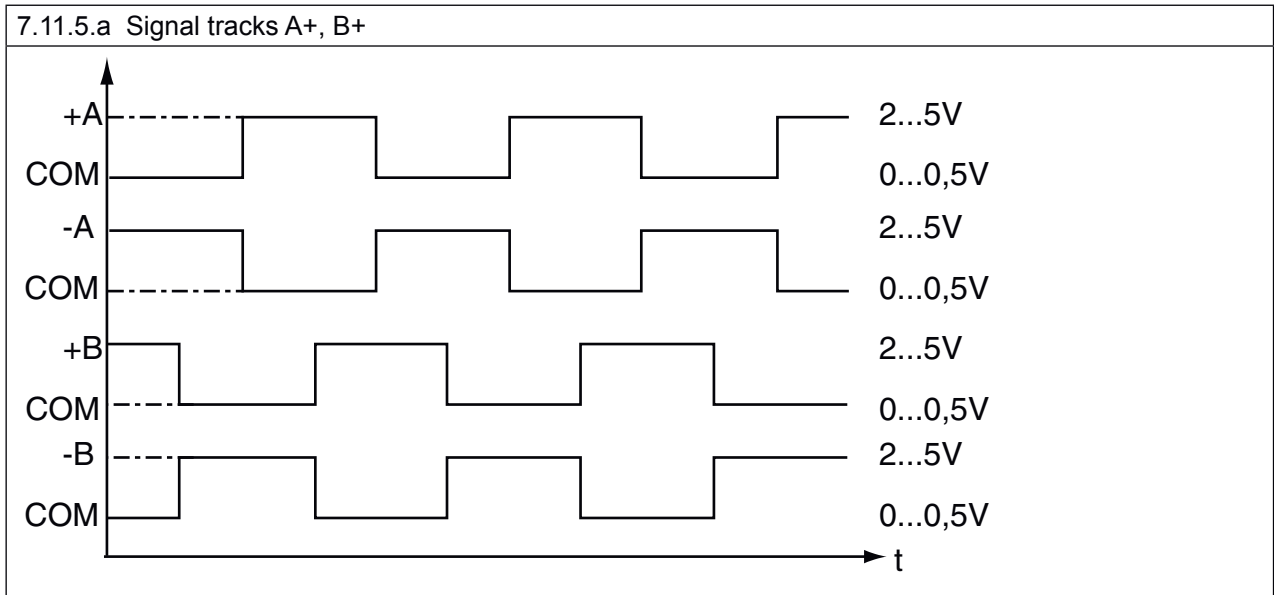 7.11.5.a Signal tracks A+, B+
+A 2...5V
COM 0...0,5V
-A 2...5V
COM 0...0,5V
+B 2...5V
COM 0...0,5V
-B 2...5V
COM 0...0,5V
t